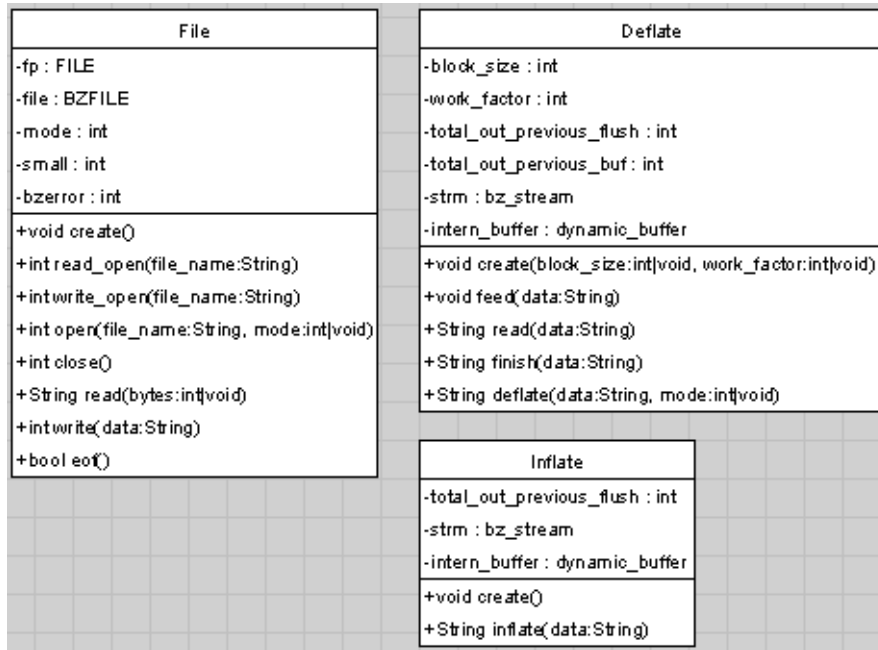 File
-fp : FILE
-file : BZFILE
-mode : int
-small : int
-bzerror : int
+void create()
+int read_open(file_name:String)
+int write_open(file_name:String)
+int open(file_name:String, mode:int|void)
+int close()
+String read(bytes:int|void)
+int write(data:String)
+bool eof()
Deflate
-block_size : int
-work_factor : int
-total_out_previous_flush : int
-total_out_pervious_buf : int
-strm : bz_stream
-intern_buffer : dynamic_buffer
+void create(block_size:int|void, work_factor:int|void)
+void feed(data:String)
+String read(data:String)
+String finish(data:String)
+String deflate(data:String, mode:int|void)
Inflate
-total_out_previous_flush : int
-strm : bz_stream
-intern_buffer : dynamic_buffer
+void create()
+String inflate(data:String)